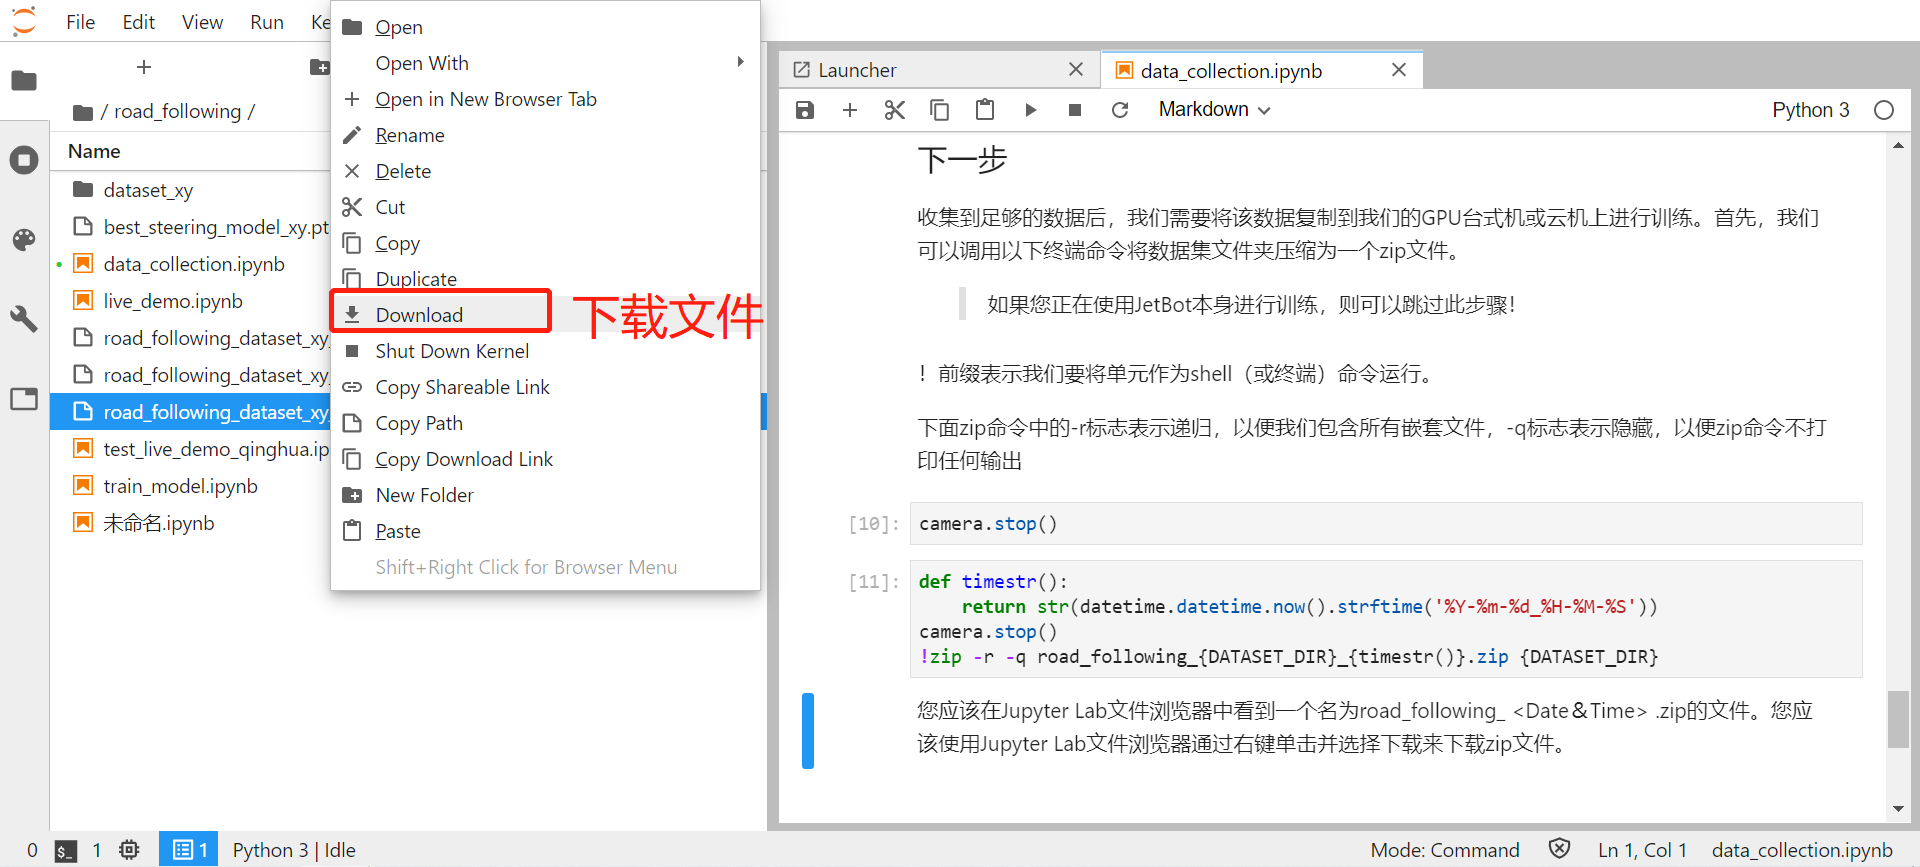 File Edit View Run Ke
/ road_following /
Name
dataset_xy
best_steering_model_xy.pt
data_collection.ipynb
live_demo.ipynb
road_following_dataset_xy_
road_following_dataset_xy_
road_following_dataset_xy_
test_live_demo_qinghua.ip
train_model.ipynb
未命名.ipynb
Open
Open With
Open in New Browser Tab
Rename
Delete
Cut
Copy
Duplicate
Download
下载文件
Shut Down Kernel
Copy Shareable Link
Copy Path
Copy Download Link
New Folder
Paste
Shift+Right Click for Browser Menu
Launcher
data_collection.ipynb
Markdown
Python 3
下一步
收集到足够的数据后，我们需要将该数据复制到我们的GPU台式机或云机上进行训练。首先，我们
可以调用以下终端命令将数据集文件夹压缩为一个zip文件。
如果您正在使用JetBot本身进行训练，则可以跳过此步骤！
！前缀表示我们要将单元作为shell（或终端）命令运行。
下面zip命令中的-r标志表示递归，以便我们包含所有嵌套文件，-q标志表示隐藏，以便zip命令不打
印任何输出
[10]: camera.stop()
[11]: def timestr():
return str(datetime.datetime.now().strftime('%Y-%m-%d_%H-%M-%S'))
camera.stop()
!zip -r -q road_following_{DATASET_DIR}_{timestr()}.zip {DATASET_DIR}
您应该在Jupyter Lab文件浏览器中看到一个名为road_following_ <Date＆Time> .zip的文件。您应
该使用Jupyter Lab文件浏览器通过右键单击并选择下载来下载zip文件。
0 $_ 1 1 Python 3 | Idle
Mode: Command Ln 1, Col 1 data_collection.ipynb